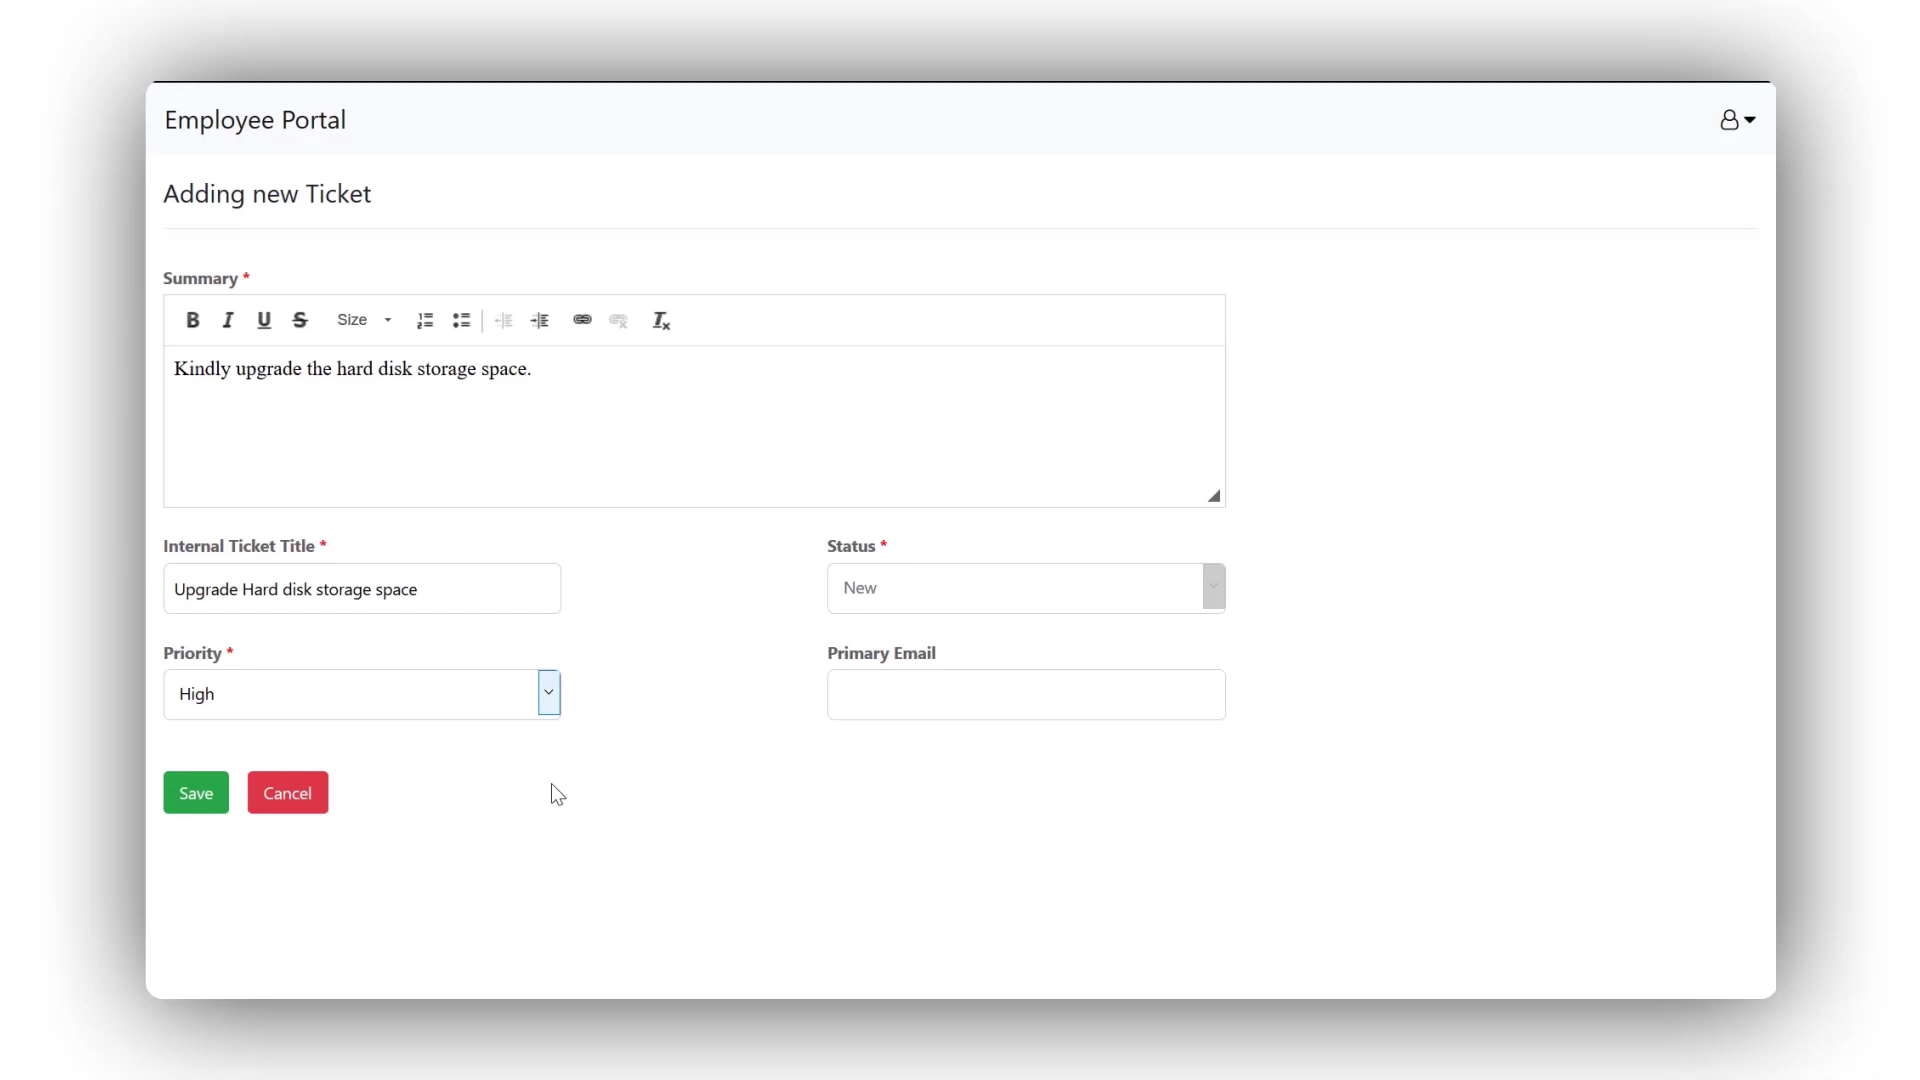 Employee Portal
Adding new Ticket
Summary *
B I U S Size
Kindly upgrade the hard disk storage space.
Internal Ticket Title *
Status *
Upgrade Hard disk storage space
New
Priority *
Primary Email
High
Save
Cancel